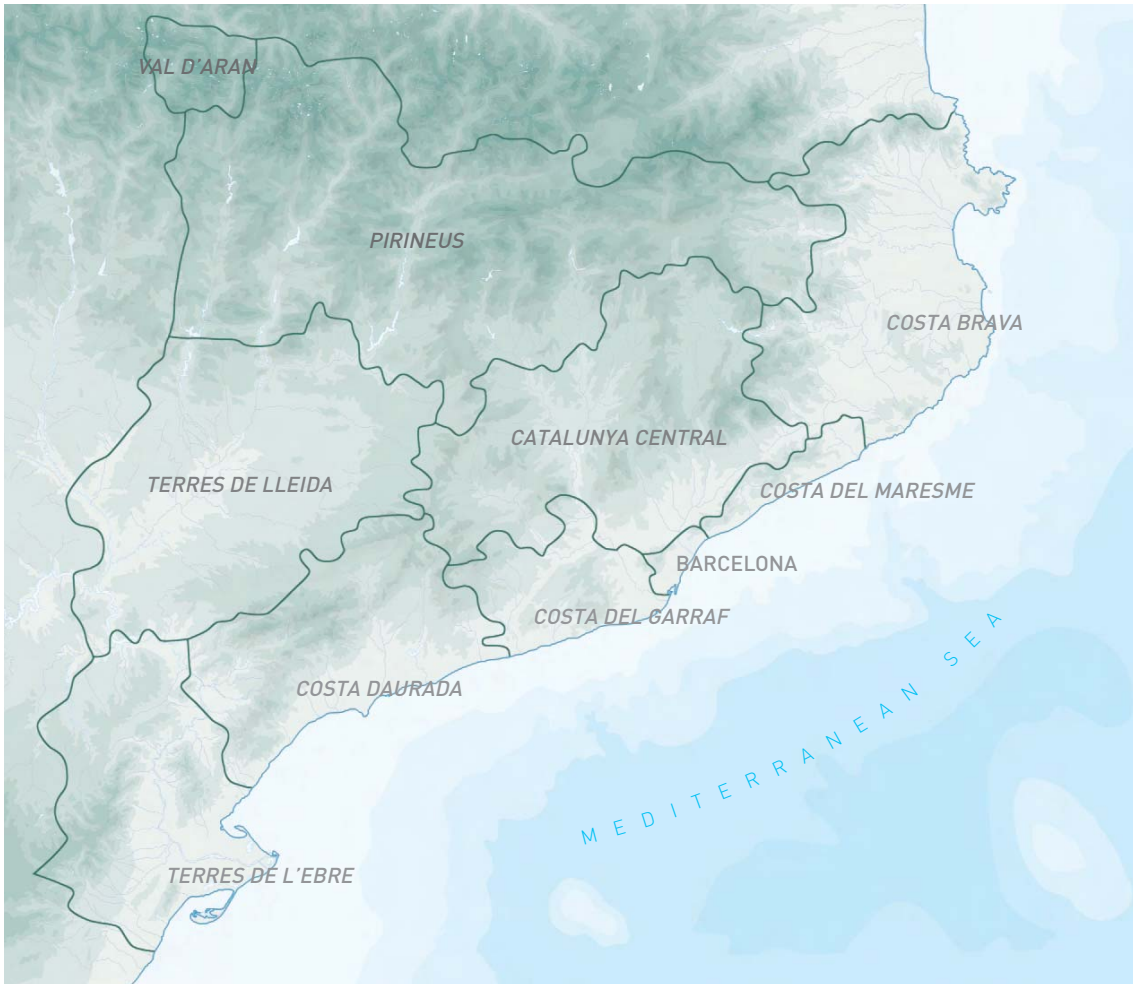 VAL D'ARAN
PIRINEUS
COSTA BRAVA
CATALUNYA CENTRAL
TERRES DE LLEIDA
COSTA DEL MARESME
BARCELONA
COSTA DEL GARRAF
COSTA DAURADA
MEDITERRANEAN SEA
TERRES DE L'EBRE